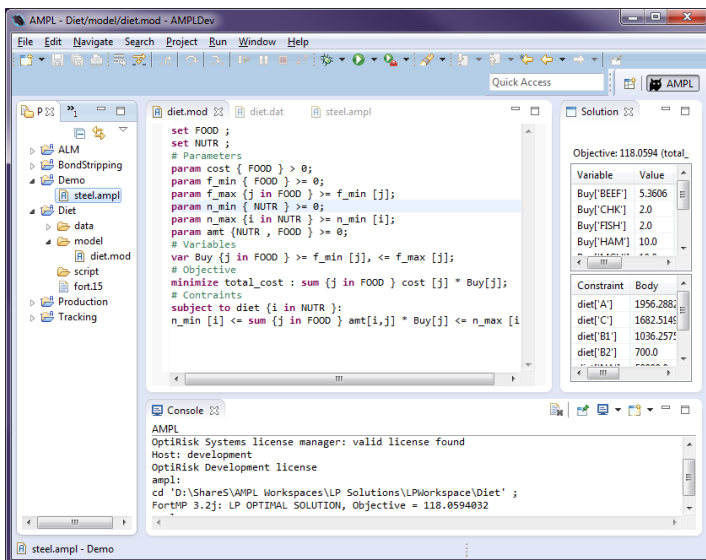 AMPL - Diet/model/diet.mod - AMPLDev
File Edit Navigate Search Project Run Window Help
Quick Access
AMPL
P
»1
ALM
BondStripping
Demo
steel.ampl
Diet
data
model
diet.mod
script
fort.15
Production
Tracking
diet.mod diet.dat steel.ampl
set FOOD ;
set NUTR ;
# Parameters
param cost { FOOD } > 0;
param f_min { FOOD } >= 0;
param f_max {j in FOOD } >= f_min [j];
param n_min { NUTR } >= 0;
param n_max {i in NUTR } >= n_min [i];
param amt {NUTR , FOOD } >= 0;
# Variables
var Buy {j in FOOD } >= f_min [j], <= f_max [j];
# Objective
minimize total_cost : sum {j in FOOD } cost [j] * Buy[j];
# Contraints
subject to diet {i in NUTR }:
n_min [i] <= sum {j in FOOD } amt[i,j] * Buy[j] <= n_max [i
Solution
Objective: 118.0594 (total_
Variable Value
Buy['BEEF'] 5.3606
Buy['CHK'] 2.0
Buy['FISH'] 2.0
Buy['HAM'] 10.0
Constraint Body
diet['A'] 1956.2882
diet['C'] 1682.5149
diet['B1'] 1036.2575
diet['B2'] 700.0
Console
AMPL
OptiRisk Systems license manager: valid license found
Host: development
OptiRisk Development license
ampl:
cd 'D:\ShareS\AMPL Workspaces\LP Solutions\LPWorkspace\Diet' ;
FortMP 3.2j: LP OPTIMAL SOLUTION, Objective = 118.0594032
steel.ampl - Demo